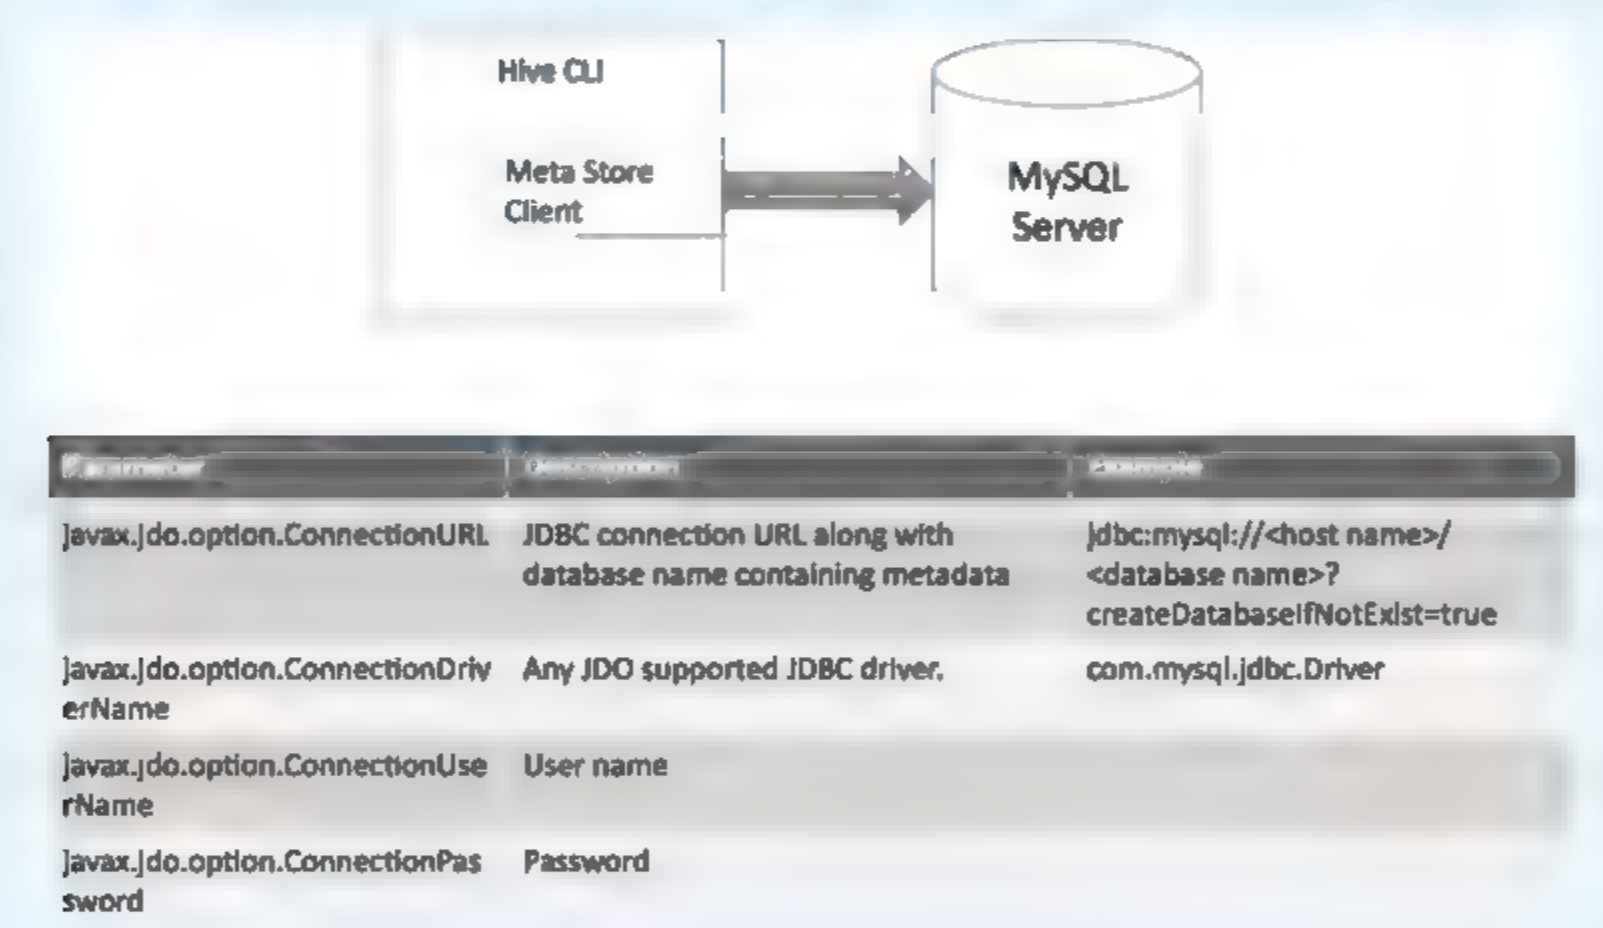 Hive CLI
Meta Store
Client
MySQL
Server
javax.jdo.option.ConnectionURL
JDBC connection URL along with
database name containing metadata
jdbc:mysql://<host name>/
<database name>?
createDatabaseIfNotExist=true
javax.jdo.option.ConnectionDriv
erName
Any JDO supported JDBC driver.
com.mysql.jdbc.Driver
javax.jdo.option.ConnectionUse
rName
User name
javax.jdo.option.ConnectionPas
sword
Password